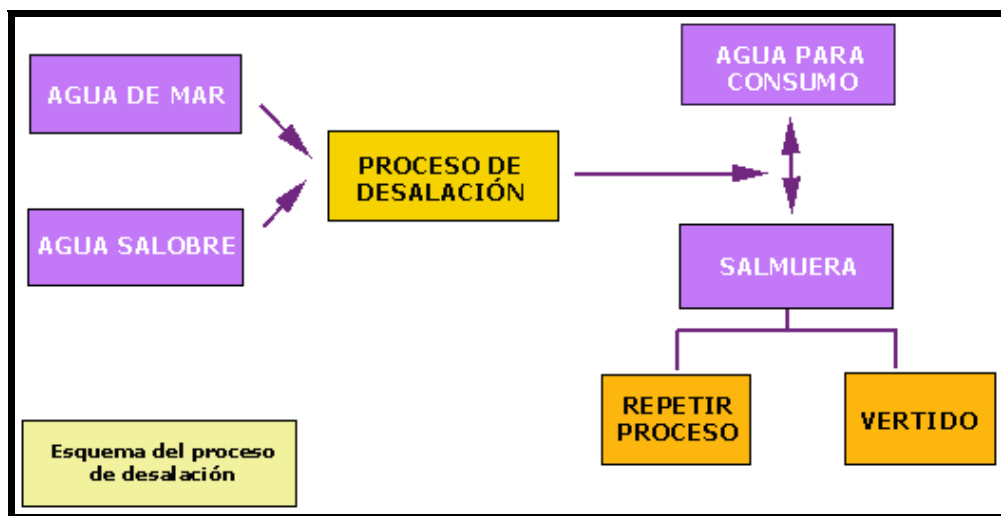 AGUA DE MAR
AGUA SALOBRE
PROCESO DE
DESALACIÓN
AGUA PARA
CONSUMO
SALMUERA
REPETIR
PROCESO
VERTIDO
Esquema del proceso
de desalación